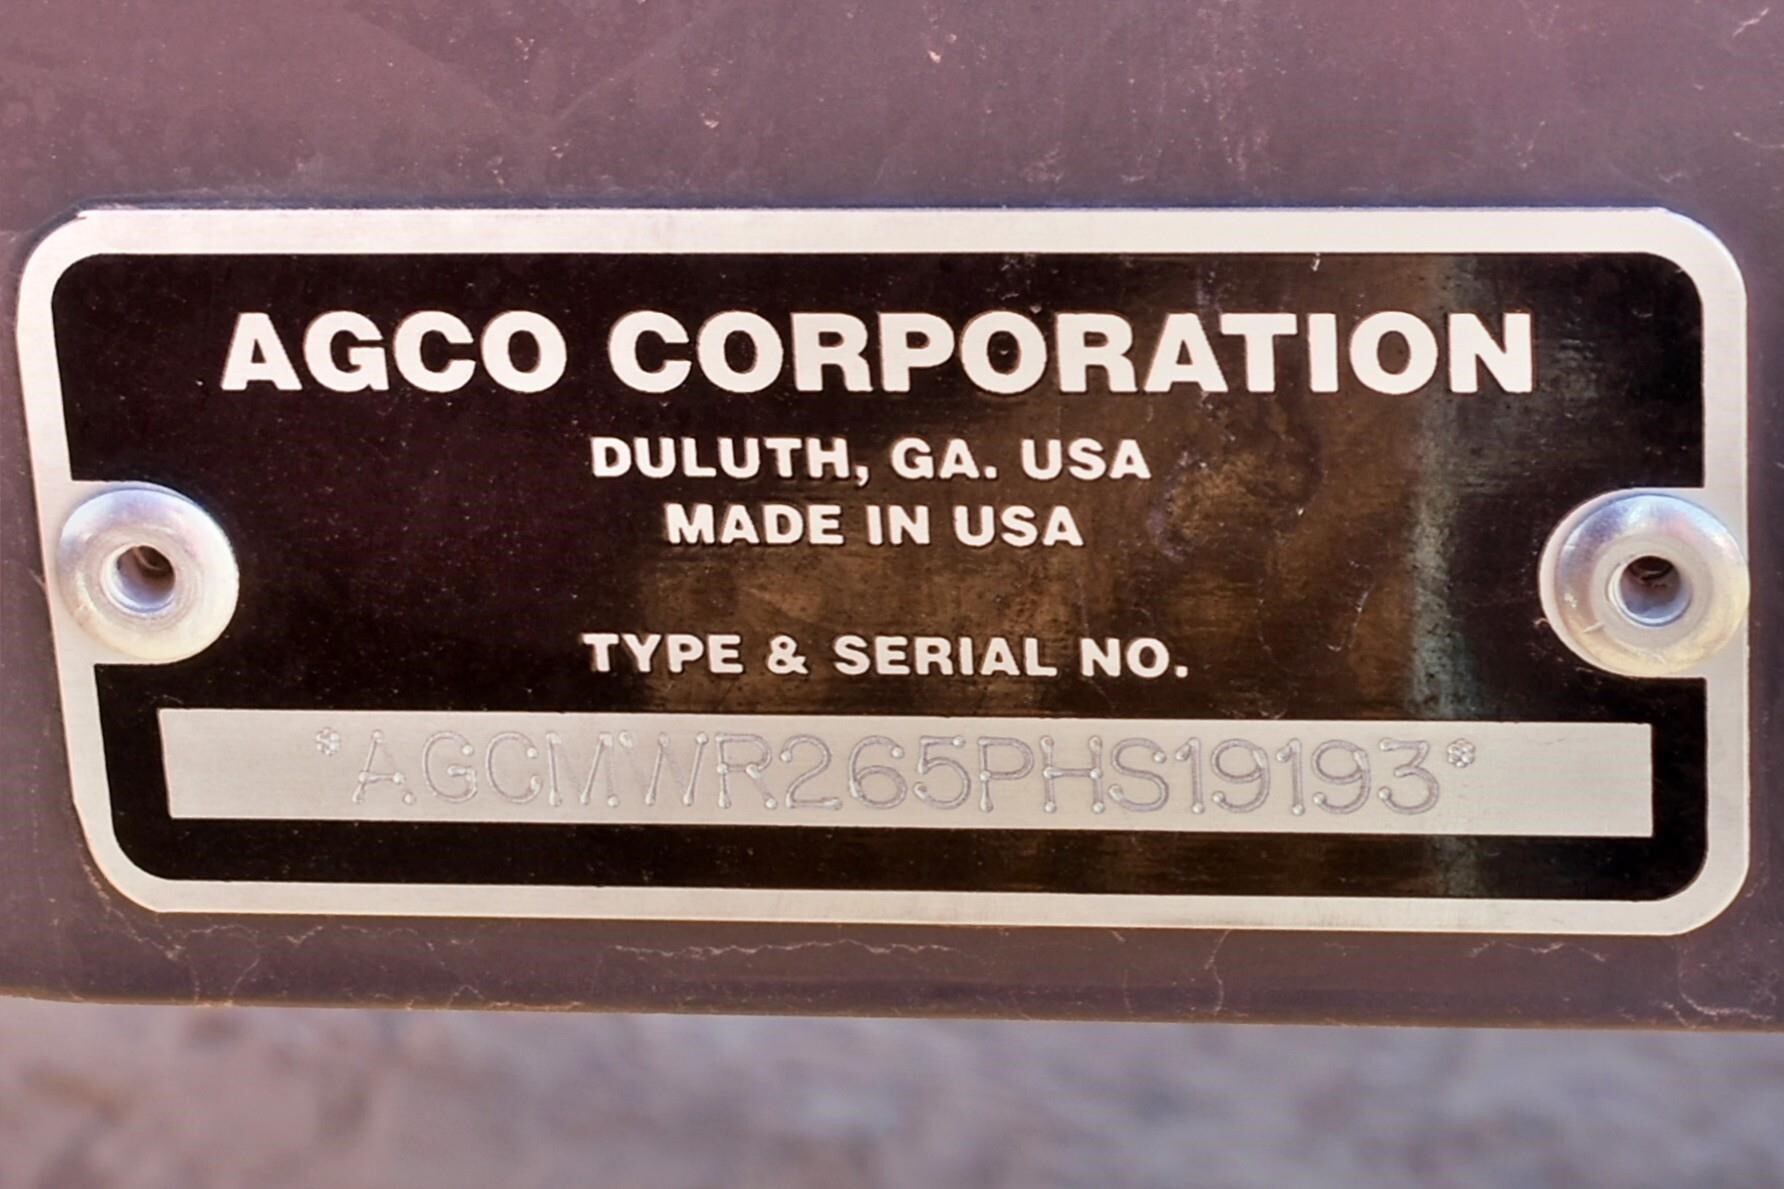 AGCO CORPORATION
DULUTH, GA. USA
MADE IN USA
TYPE & SERIAL NO.
*AGCMWR265PHS19193*